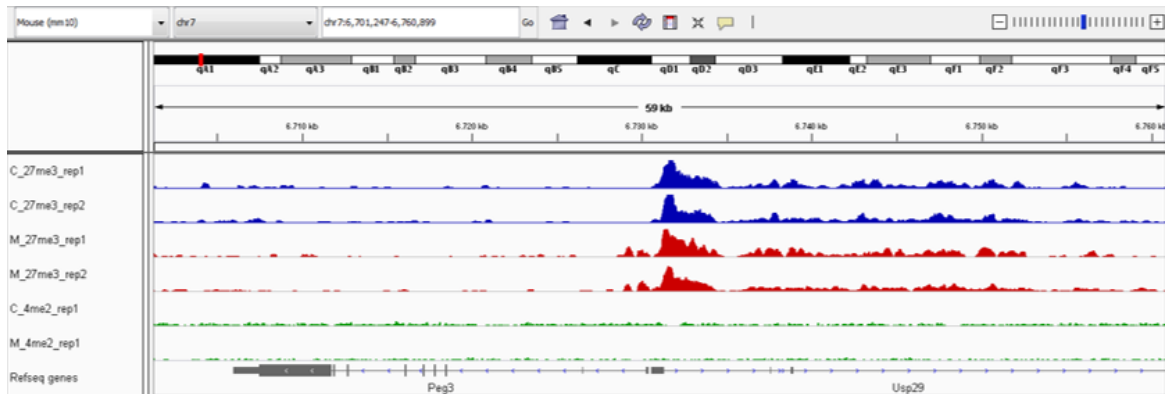 Mouse (mm10) chr7 chr7:6,701,247-6,760,899 Go
qA1 qA2 qA3 qB1 qB2 qB3 qB4 qB5 qC qD1 qD2 qD3 qE1 qE2 qE3 qF1 qF2 qF3 qF4 qF5
59 kb
6.710 kb 6.720 kb 6.730 kb 6.740 kb 6.750 kb 6.760 k
C_27me3_rep1
C_27me3_rep2
M_27me3_rep1
M_27me3_rep2
C_4me2_rep1
M_4me2_rep1
Refseq genes
Peg3 Usp29